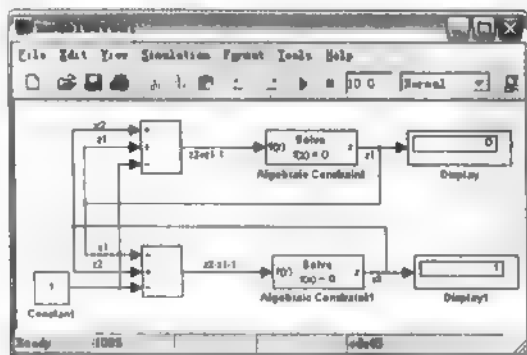 File Edit View Simulation Format Tools Help
10.0 Normal
z2
z1
z2+z1-1
f(z) Solve f(z) = 0 z
z1
0
Algebraic Constraint
Display
z1
z2
z2-z1-1
f(z) Solve f(z) = 0 z
z2
1
1
Constant
Algebraic Constraint1
Display1
Ready 100%
ode45